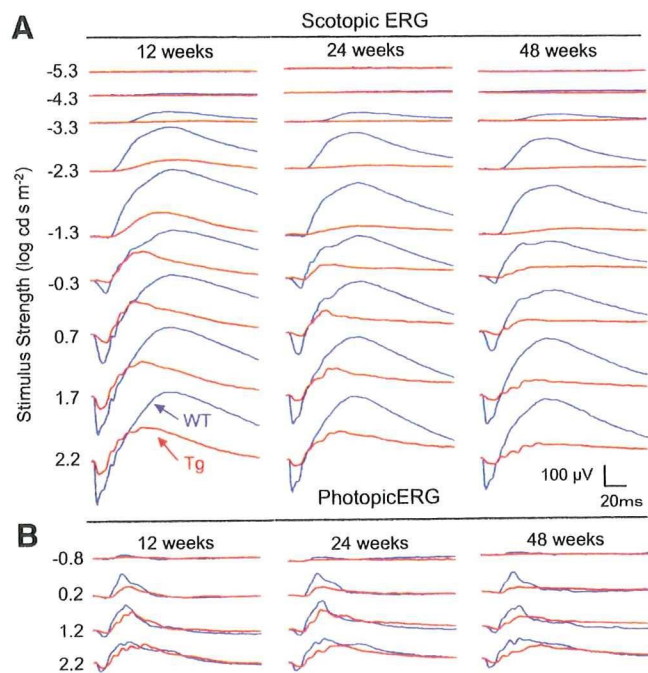 A
Scotopic ERG
12 weeks 24 weeks 48 weeks
Stimulus Strength (log cd s m-2)
-5.3
-4.3
-3.3
-2.3
-1.3
-0.3
0.7
1.7
2.2
WT
Tg
100 µV
20ms
PhotopicERG
B
12 weeks 24 weeks 48 weeks
-0.8
0.2
1.2
2.2